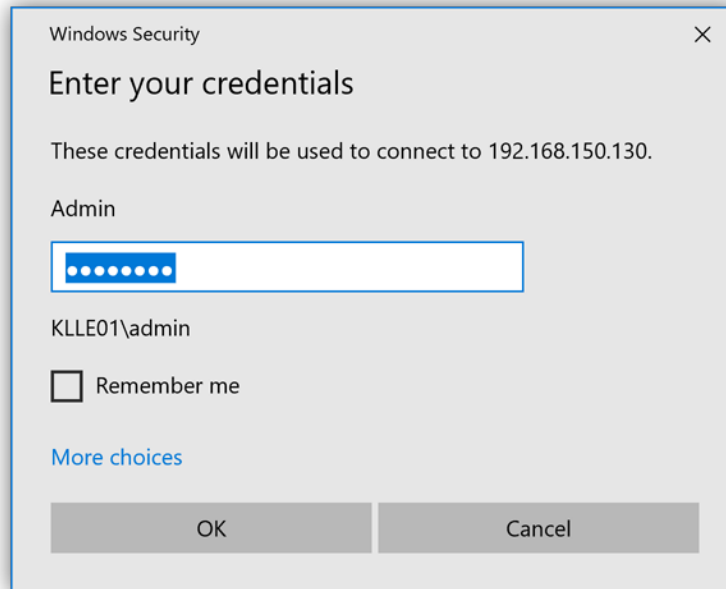 Windows Security
Enter your credentials
These credentials will be used to connect to 192.168.150.130.
Admin
••••••••
KLLE01\admin
Remember me
More choices
OK
Cancel